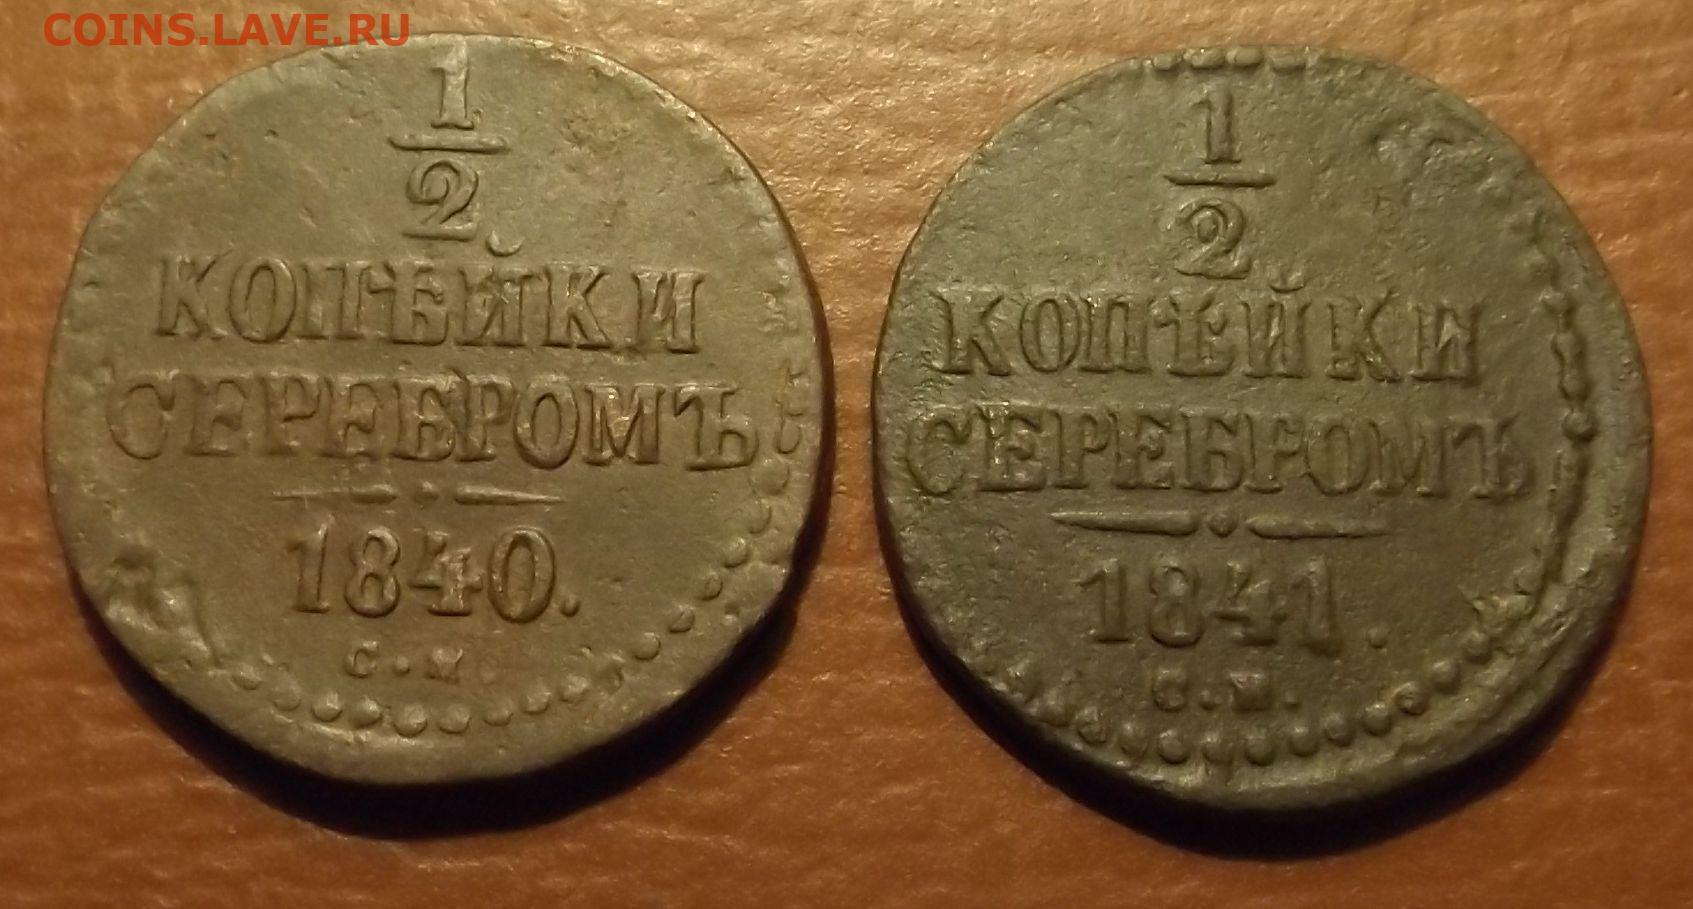 COINS.LAVE.RU
1
2
КОПѢЙКИ
СЕРЕБРОМЪ
1840.
С.М.
1
2
КОПѢЙКИ
СЕРЕБРОМЪ
1841.
С.М.